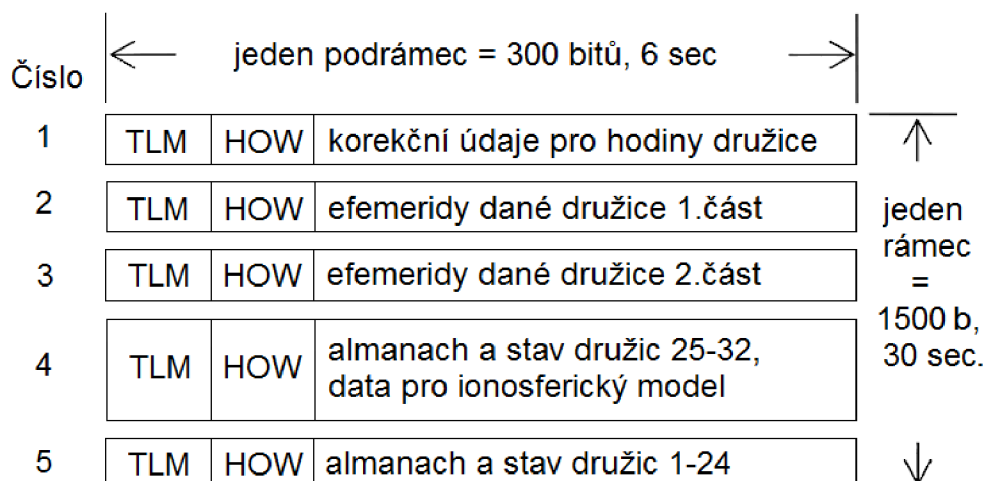 jeden podrámec = 300 bitů, 6 sec
Číslo
1 TLM HOW korekční údaje pro hodiny družice
2 TLM HOW efemeridy dané družice 1.část
3 TLM HOW efemeridy dané družice 2.část
4 TLM HOW almanach a stav družic 25-32,
data pro ionosferický model
5 TLM HOW almanach a stav družic 1-24
jeden
rámec
=
1500 b,
30 sec.